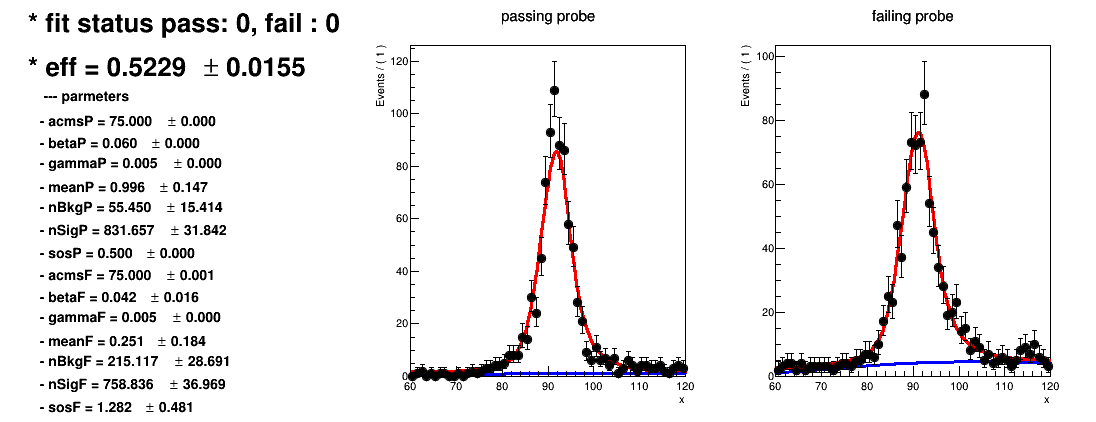 * fit status pass: 0, fail : 0
* eff = 0.5229 ± 0.0155
--- parmeters
- acmsP = 75.000 ± 0.000
- betaP = 0.060 ± 0.000
- gammaP = 0.005 ± 0.000
- meanP = 0.996 ± 0.147
- nBkgP = 55.450 ± 15.414
- nSigP = 831.657 ± 31.842
- sosP = 0.500 ± 0.000
- acmsF = 75.000 ± 0.001
- betaF = 0.042 ± 0.016
- gammaF = 0.005 ± 0.000
- meanF = 0.251 ± 0.184
- nBkgF = 215.117 ± 28.691
- nSigF = 758.836 ± 36.969
- sosF = 1.282 ± 0.481
passing probe
Events / ( 1 )
120
100
80
60
40
20
0
60 70 80 90 100 110 120
x
failing probe
Events / ( 1 )
100
80
60
40
20
0
60 70 80 90 100 110 120
x